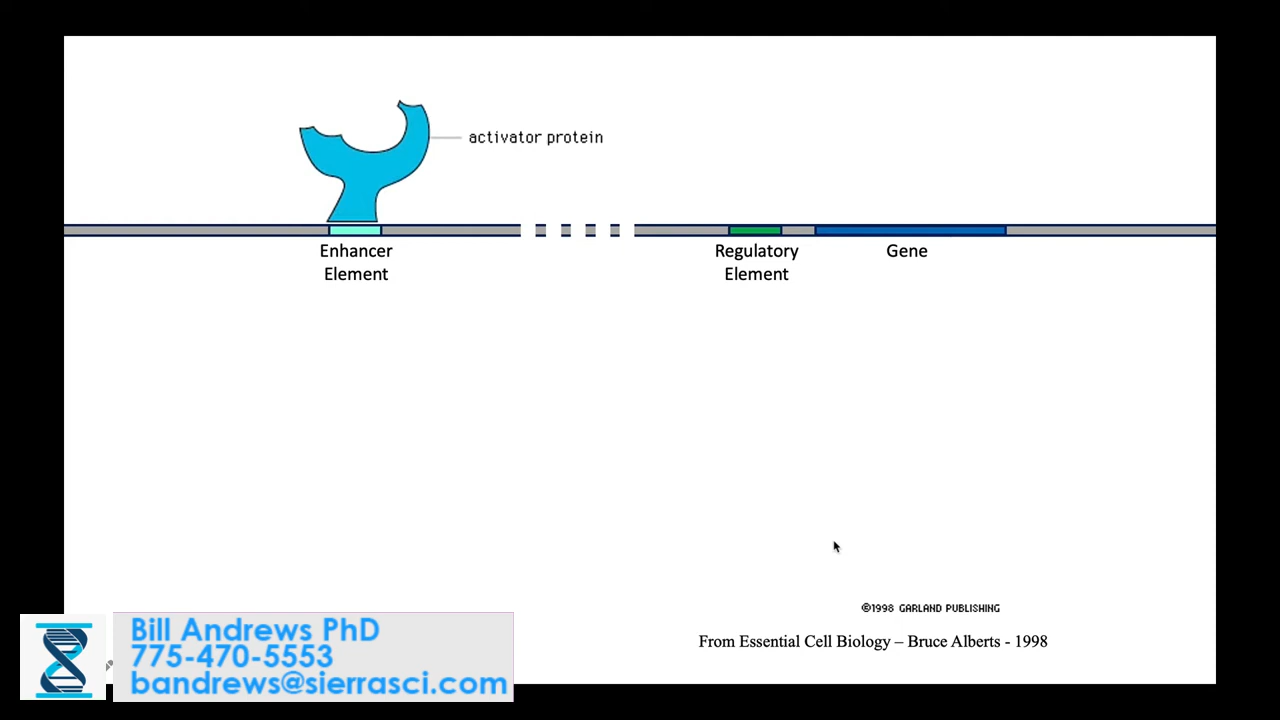 activator protein
Enhancer
Element
Regulatory
Element
Gene
©1998 GARLAND PUBLISHING
From Essential Cell Biology – Bruce Alberts - 1998
Bill Andrews PhD
775-470-5553
bandrews@sierrasci.com